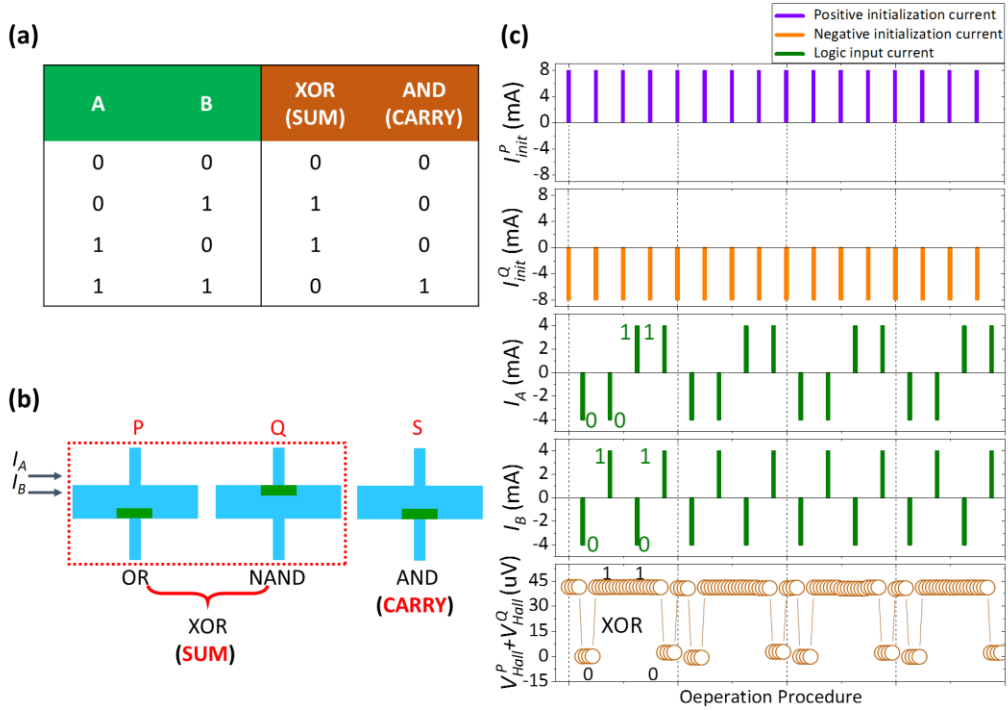 (a)
A B XOR (SUM) AND (CARRY)
0 0 0 0
0 1 1 0
1 0 1 0
1 1 0 1
(b)
P Q S
I_A
I_B
OR NAND AND
(CARRY)
XOR
(SUM)
(c)
Positive initialization current
Negative initialization current
Logic input current
8
4
0
-4
-8
I^P_init (mA)
8
4
0
-4
-8
I^Q_init (mA)
0
-4
-8
4
2
0
-2
-4
I_A (mA)
1 1
0 0
4
2
0
-2
-4
I_B (mA)
1 1
0 0
45
30
15
0
-15
V^P_Hall+V^Q_Hall (uV)
1 1
XOR
0 0
Oeperation Procedure